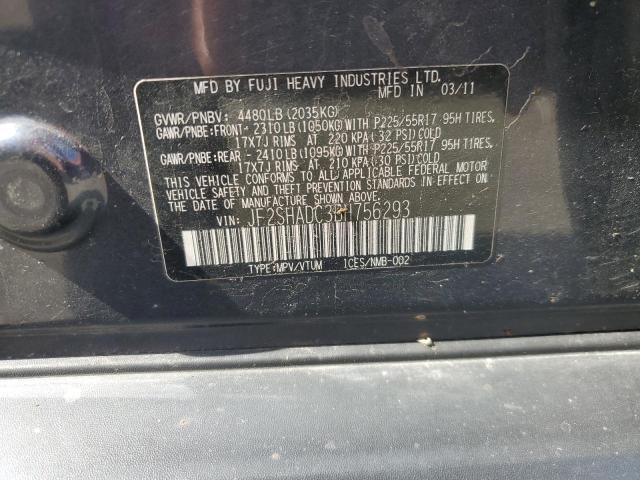 MFD BY FUJI HEAVY INDUSTRIES LTD.
MFD IN 03/11
GVWR/PNBV: 4480LB (2035KG)
GAWR/PNBE:FRONT- 2310LB(1050KG)WITH P225/55R17 95H TIRES,
17X7J RIMS AT 220 KPA(32 PSI)COLD
GAWR/PNBE:REAR - 2410LB(1095KG)WITH P225/55R17 95H TIRES,
17X7J RIMS AT 210 KPA(30 PSI)COLD
THIS VEHICLE CONFORMS TO ALL APPLICABLE FEDERAL MOTOR
VEHICLE SAFETY AND THEFT PREVENTION STANDARDS IN EFFECT
ON THE DATE OF MANUFACTURE SHOWN ABOVE.
VIN: JF2SHADC3BH756293
TYPE:MPV/VTUM ICES/NMB-002